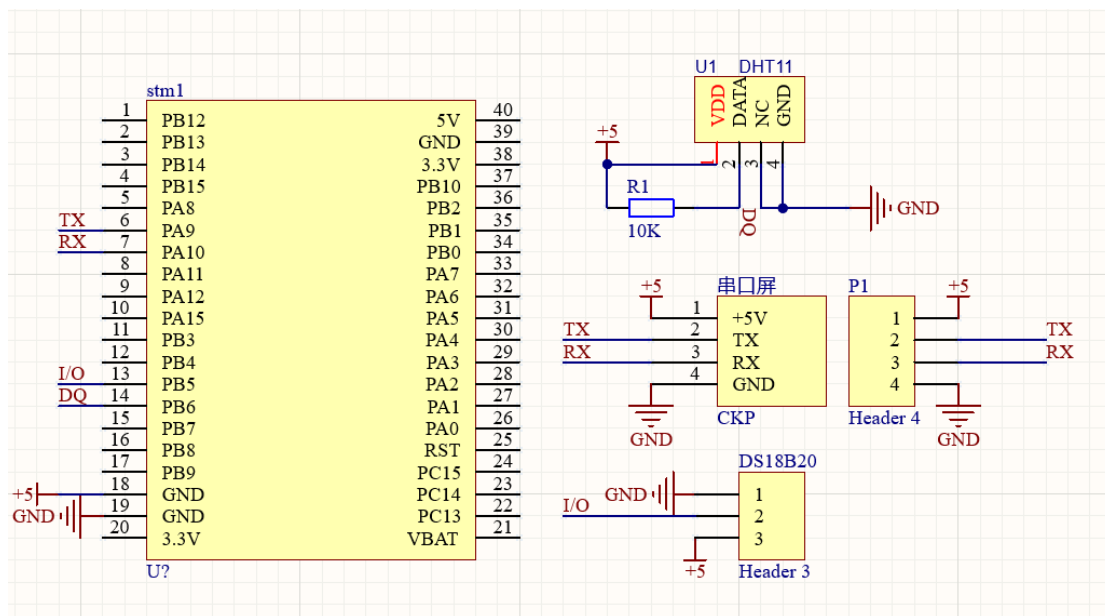 stm1
1 PB12 5V 40
2 PB13 GND 39
3 PB14 3.3V 38
4 PB15 PB10 37
5 PA8 PB2 36
TX 6 PA9 PB1 35
RX 7 PA10 PB0 34
8 PA11 PA7 33
9 PA12 PA6 32
10 PA15 PA5 31
11 PB3 PA4 30
12 PB4 PA3 29
I/O 13 PB5 PA2 28
DQ 14 PB6 PA1 27
15 PB7 PA0 26
16 PB8 RST 25
17 PB9 PC15 24
+5 18 GND PC14 23
GND 19 GND PC13 22
20 3.3V VBAT 21
U?
U1 DHT11
VDD
DATA
NC
GND
1
2
3
4
+5
R1
10K
DQ
GND
串口屏
+5
1 +5V
TX 2 TX
RX 3 RX
4 GND
GND
CKP
P1
+5
1
2 TX
3 RX
4
GND
Header 4
DS18B20
GND 1
I/O 2
3
+5
Header 3